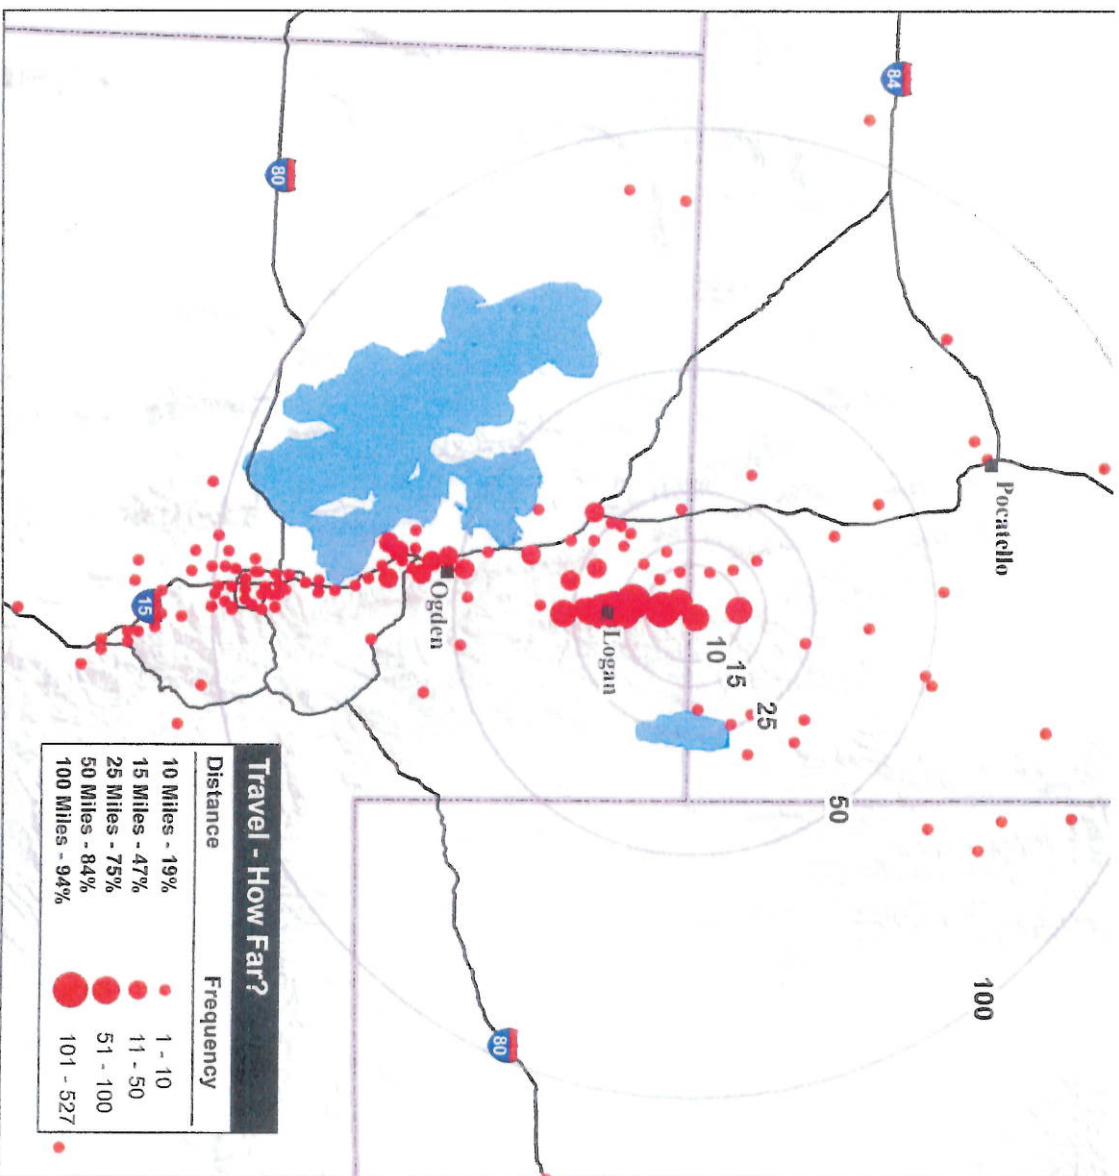 84
Pocatello
80
Ogden
Logan
10
15
25
50
100
15
80
Travel - How Far?
Distance Frequency
10 Miles - 19% 1 - 10
15 Miles - 47% 11 - 50
25 Miles - 75% 51 - 100
50 Miles - 84% 101 - 527
100 Miles - 94%